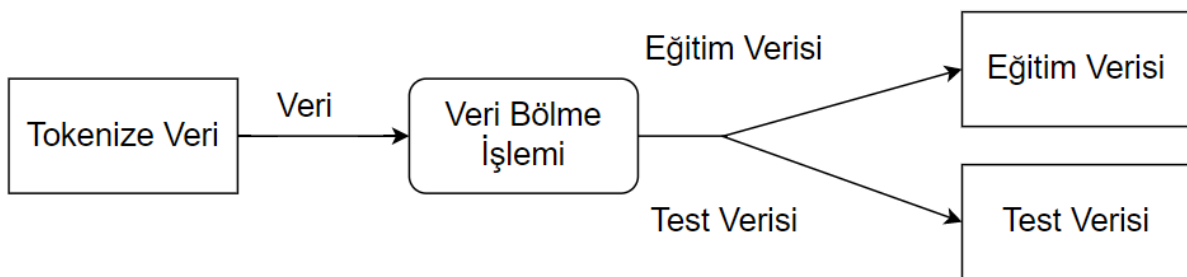 Tokenize Veri
Veri
Veri Bölme
İşlemi
Eğitim Verisi
Test Verisi
Eğitim Verisi
Test Verisi